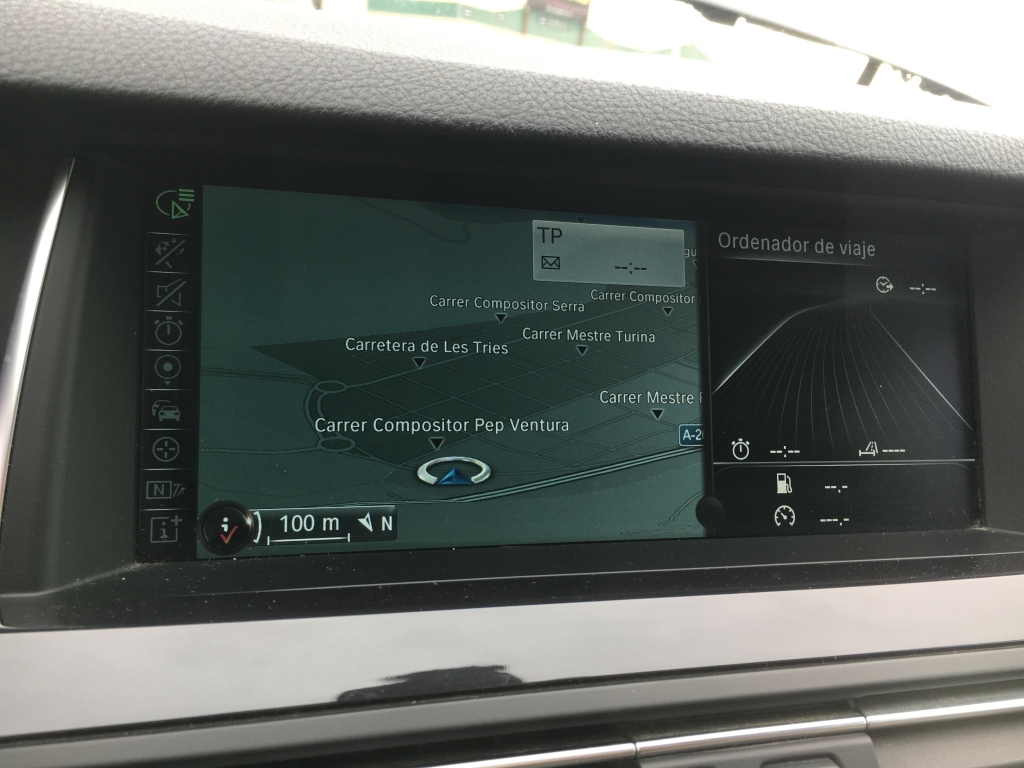 TP
--:--
Ordenador de viaje
--:--
Carrer Compositor Serra
Carrer Compositor
Carretera de Les Tries
Carrer Mestre Turina
Carrer Mestre
Carrer Compositor Pep Ventura
A-2
--:--
----
--.-
---.-
N
i
100 m
N